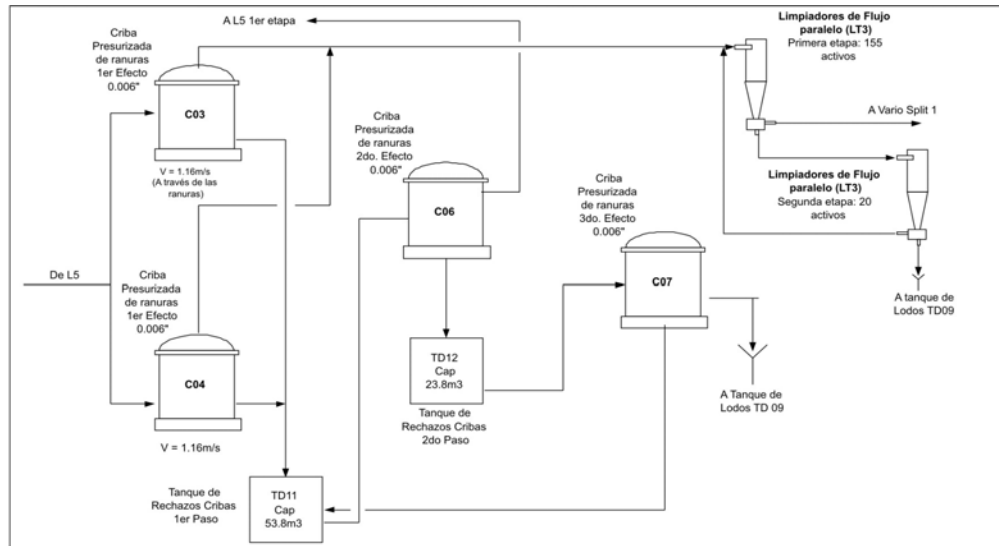 A L5 1er etapa
Criba
Presurizada
de ranuras
1er Efecto
0.006"
C03
V = 1.16m/s
(A través de las
ranuras)
Limpiadores de Flujo
paralelo (LT3)
Primera etapa: 155
activos
A Vario Split 1
Criba
Presurizada
de ranuras
2do. Efecto
0.006"
C06
Limpiadores de Flujo
paralelo (LT3)
Segunda etapa: 20
activos
Criba
Presurizada
de ranuras
3do. Efecto
0.006"
C07
De L5
Criba
Presurizada
de ranuras
1er Efecto
0.006"
C04
V = 1.16m/s
A tanque de
Lodos TD09
TD12
Cap
23.8m3
Tanque de
Rechazos Cribas
2do Paso
A Tanque de
Lodos TD 09
Tanque de
Rechazos Cribas
1er Paso
TD11
Cap
53.8m3